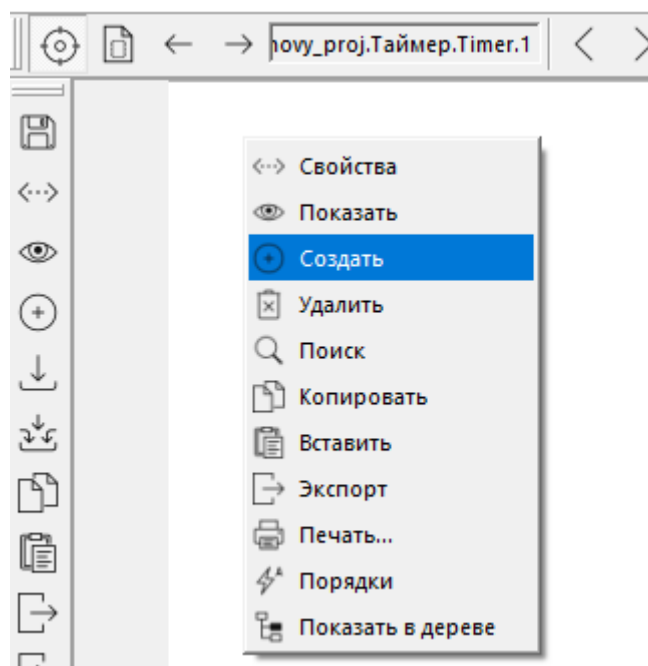 novy_proj.Таймер.Timer.1
Свойства
Показать
Создать
Удалить
Поиск
Копировать
Вставить
Экспорт
Печать...
Порядки
Показать в дереве